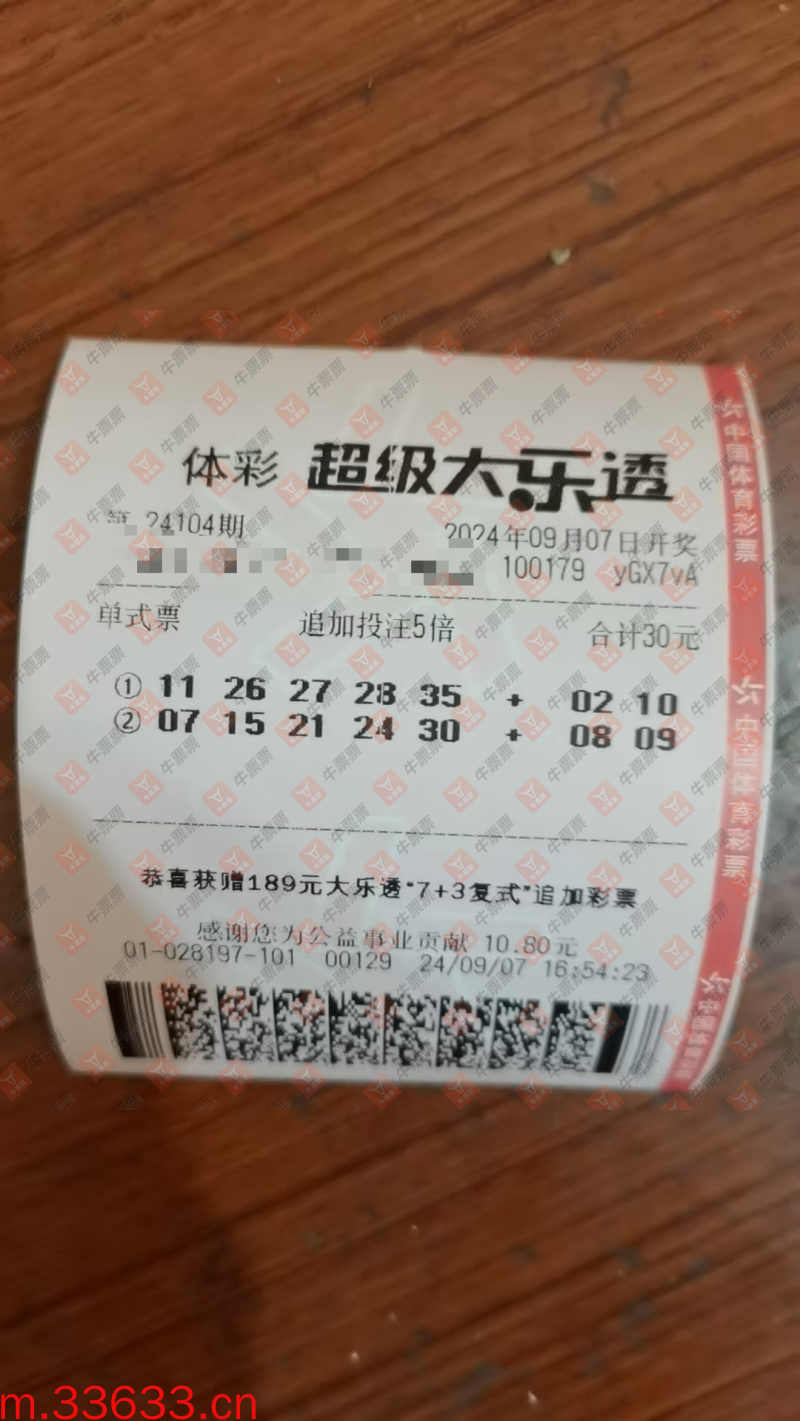 体彩 超级大乐透
第 24104期 2024年09月07日开奖
100179 yGX7vA
单式票 追加投注5倍 合计30元
① 11 26 27 28 35 + 02 10
② 07 15 21 24 30 + 08 09
恭喜获赠189元大乐透“7+3复式”追加彩票
感谢您为公益事业贡献 10.80元
01-028197-101 00129 24/09/07 16:54:23
中国体育彩票
牛票票
m.33633.cn